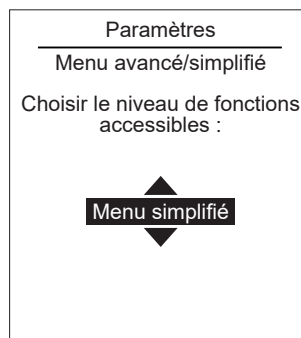 Paramètres
Menu avancé/simplifié
Choisir le niveau de fonctions
accessibles :
Menu simplifié